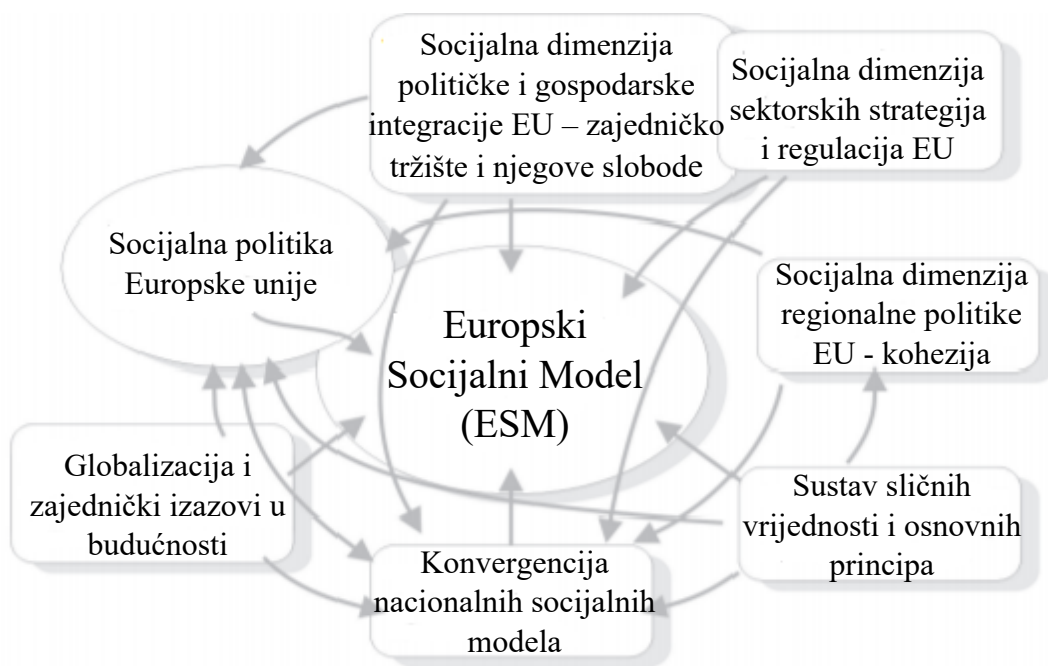 Socijalna dimenzija
političke i gospodarske
integracije EU – zajedničko
tržište i njegove slobode
Socijalna dimenzija
sektorskih strategija
i regulacija EU
Socijalna politika
Europske unije
Socijalna dimenzija
regionalne politike
EU - kohezija
Europski
Socijalni Model
(ESM)
Globalizacija i
zajednički izazovi u
budućnosti
Sustav sličnih
vrijednosti i osnovnih
principa
Konvergencija
nacionalnih socijalnih
modela